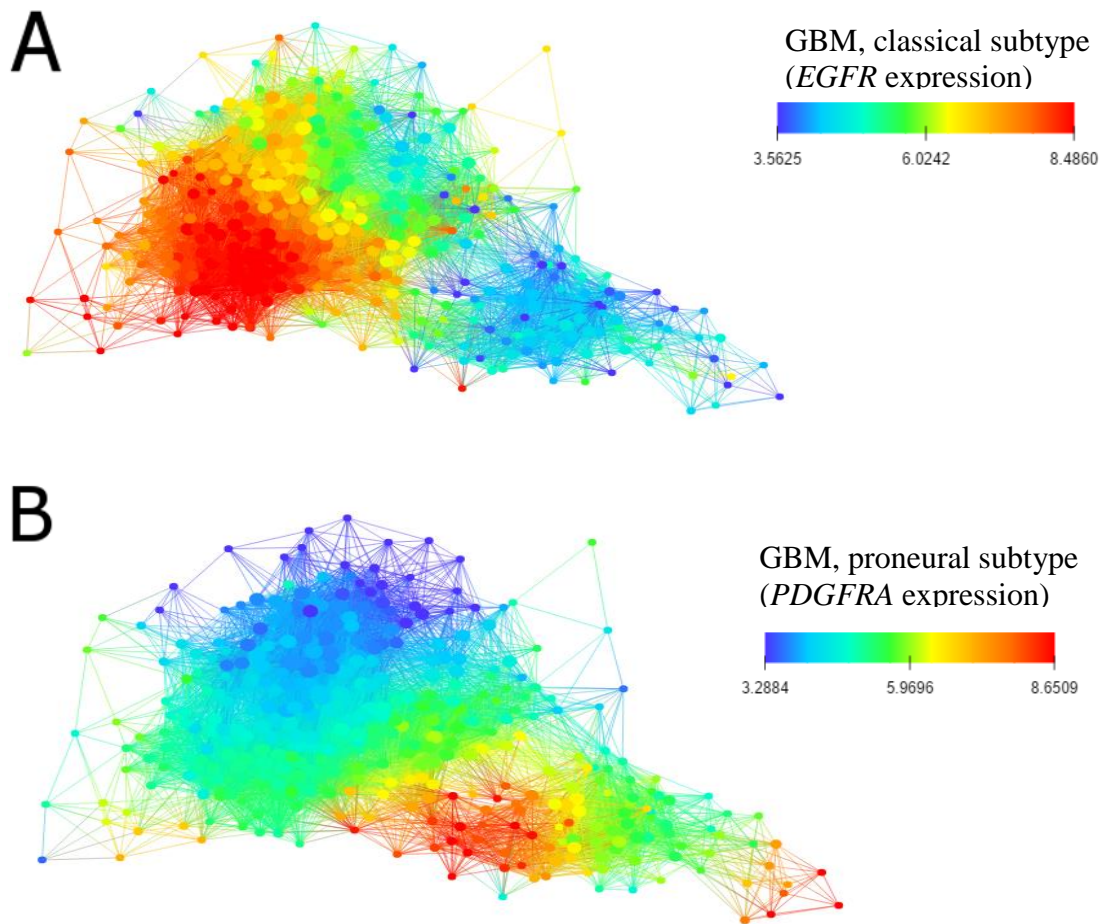 A
GBM, classical subtype
(EGFR expression)
3.5625 6.0242 8.4860
B
GBM, proneural subtype
(PDGFRA expression)
3.2884 5.9696 8.6509